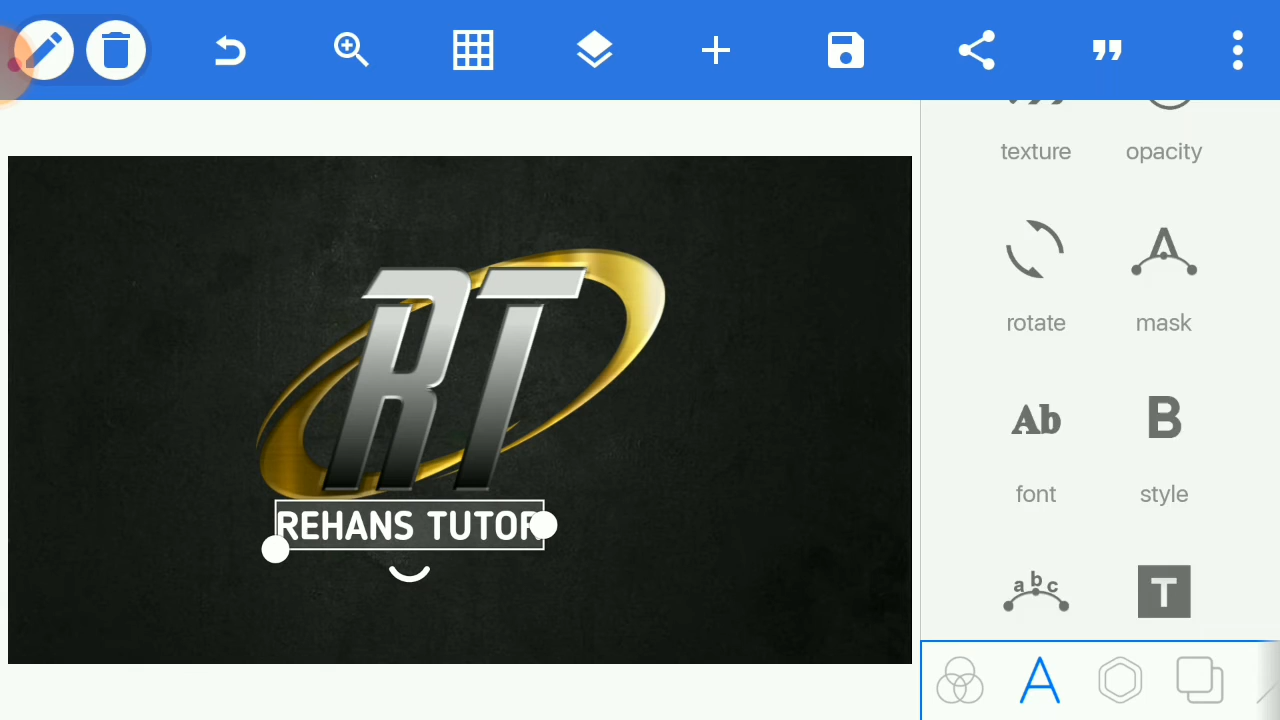 texture opacity
RT
rotate mask
Ab B
font style
REHANS TUTOR
abc T
A